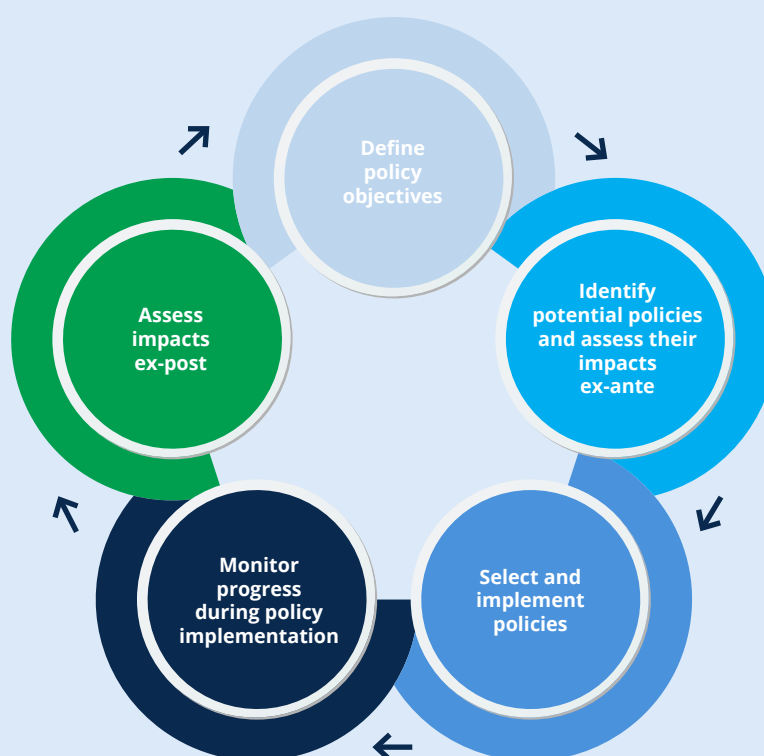 Define
policy
objectives
Identify
potential policies
and assess their
impacts
ex-ante
Select and
implement
policies
Monitor
progress
during policy
implementation
Assess
impacts
ex-post